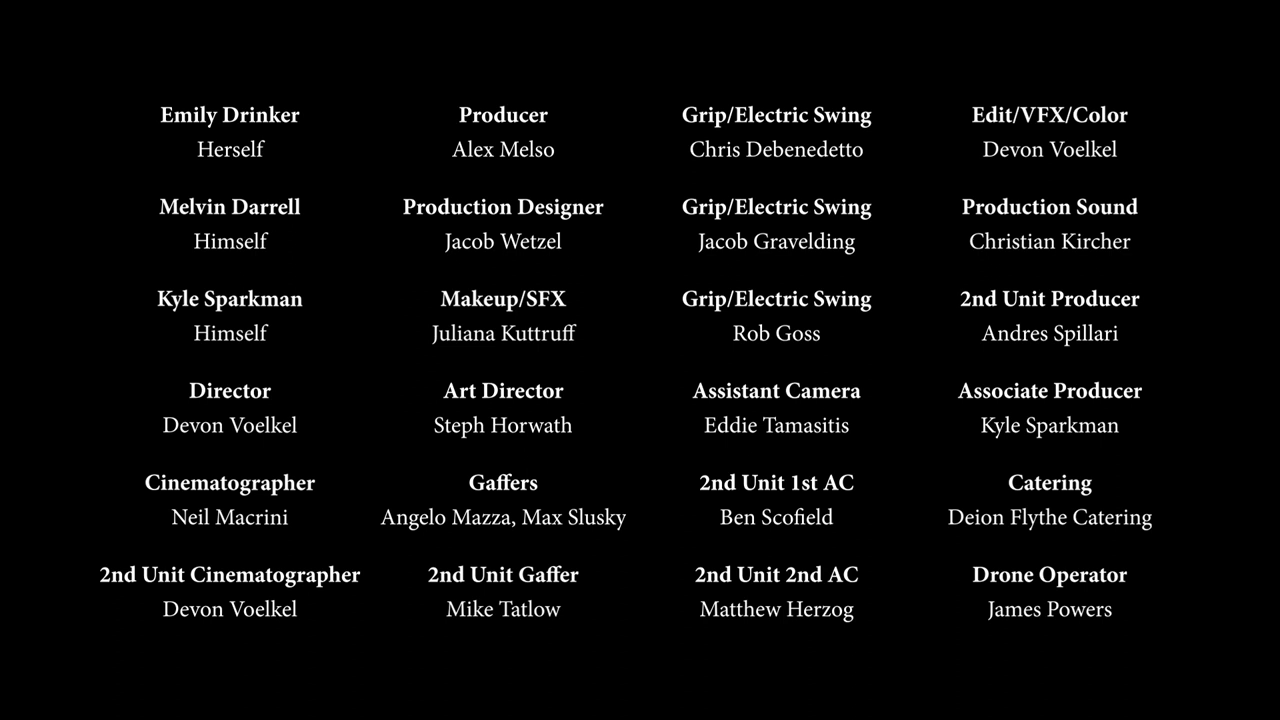 Emily Drinker
Herself
Melvin Darrell
Himself
Kyle Sparkman
Himself
Director
Devon Voelkel
Cinematographer
Neil Macrini
2nd Unit Cinematographer
Devon Voelkel
Producer
Alex Melso
Production Designer
Jacob Wetzel
Makeup/SFX
Juliana Kuttruff
Art Director
Steph Horwath
Gaffers
Angelo Mazza, Max Slusky
2nd Unit Gaffer
Mike Tatlow
Grip/Electric Swing
Chris Debenedetto
Grip/Electric Swing
Jacob Gravelding
Grip/Electric Swing
Rob Goss
Assistant Camera
Eddie Tamasitis
2nd Unit 1st AC
Ben Scofield
2nd Unit 2nd AC
Matthew Herzog
Edit/VFX/Color
Devon Voelkel
Production Sound
Christian Kircher
2nd Unit Producer
Andres Spillari
Associate Producer
Kyle Sparkman
Catering
Deion Flythe Catering
Drone Operator
James Powers